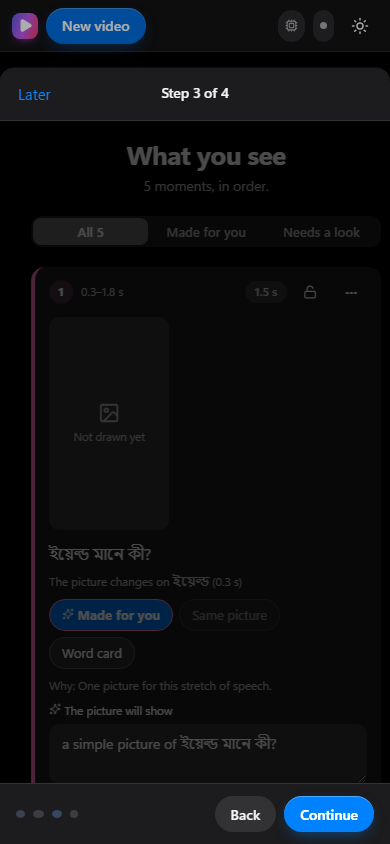 New video
Later
Step 3 of 4
What you see
5 moments, in order.
All 5
Made for you
Needs a look
1
0.3–1.8 s
1.5 s
Not drawn yet
ইয়েল্ড মানে কী?
The picture changes on ইয়েল্ড (0.3 s)
Made for you
Same picture
Word card
Why: One picture for this stretch of speech.
The picture will show
a simple picture of ইয়েল্ড মানে কী?
Back
Continue